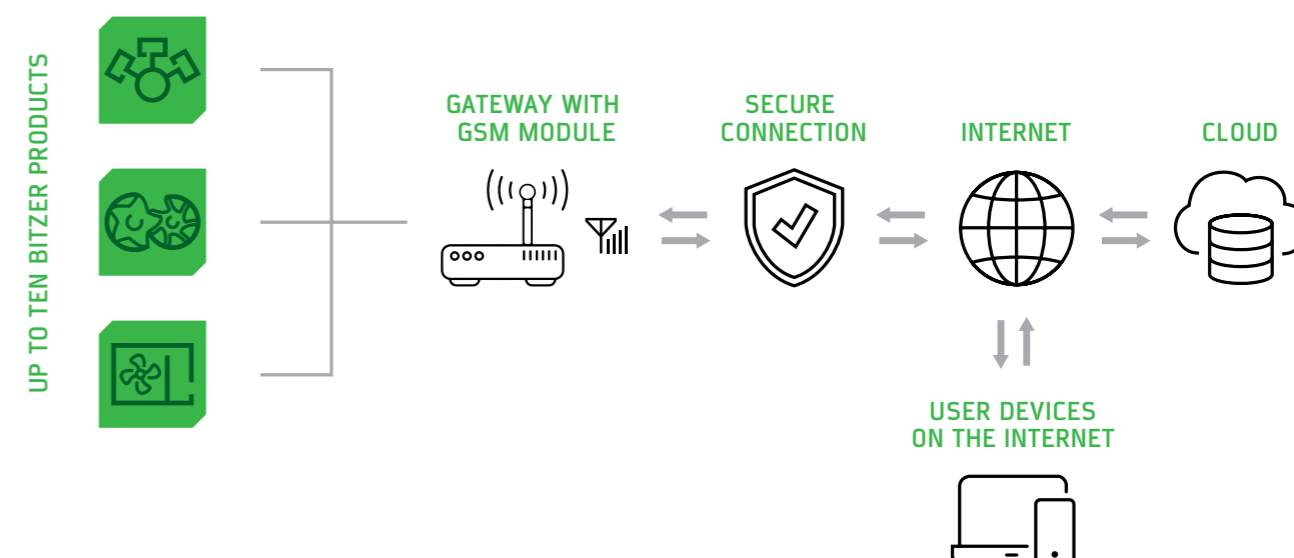 UP TO TEN BITZER PRODUCTS
GATEWAY WITH
GSM MODULE
SECURE
CONNECTION
INTERNET
CLOUD
USER DEVICES
ON THE INTERNET